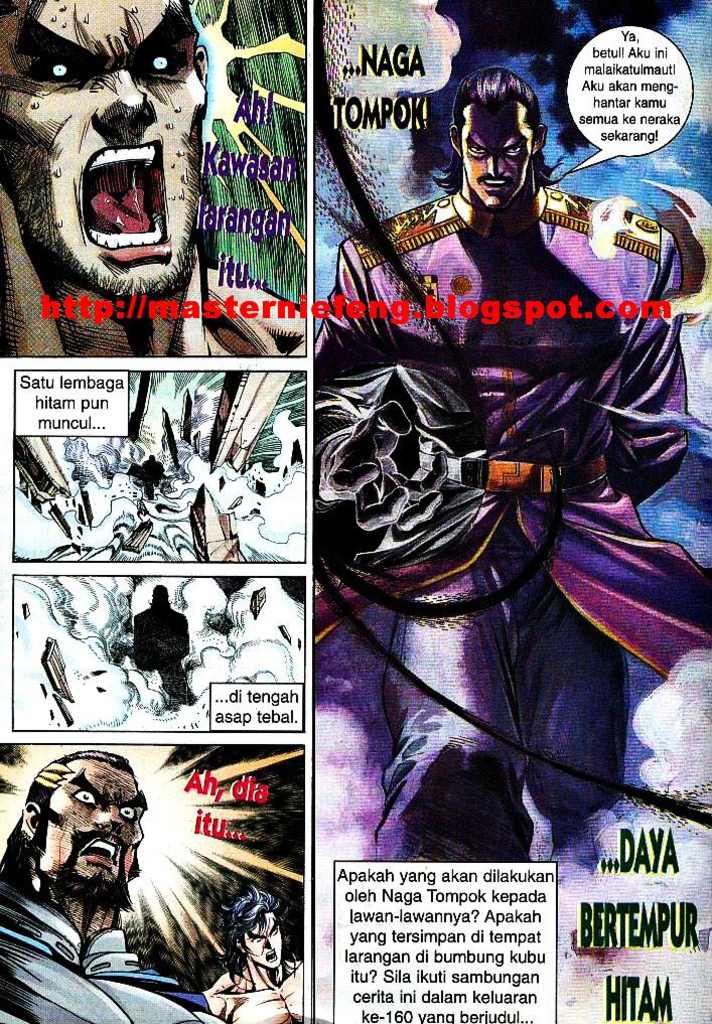 Ah!
Kawasan
larangan
itu...
http://masterniefeng.blogspot.com
Satu lembaga
hitam pun
muncul...
...di tengah
asap tebal.
Ah, dia
itu...
...NAGA
TOMPOK!
Ya,
betul! Aku ini
malaikatulmaut!
Aku akan meng-
hantar kamu
semua ke neraka
sekarang!
Apakah yang akan dilakukan
oleh Naga Tompok kepada
lawan-lawannya? Apakah
yang tersimpan di tempat
larangan di bumbung kubu
itu? Sila ikuti sambungan
cerita ini dalam keluaran
ke-160 yang berjudul...
...DAYA
BERTEMPUR
HITAM